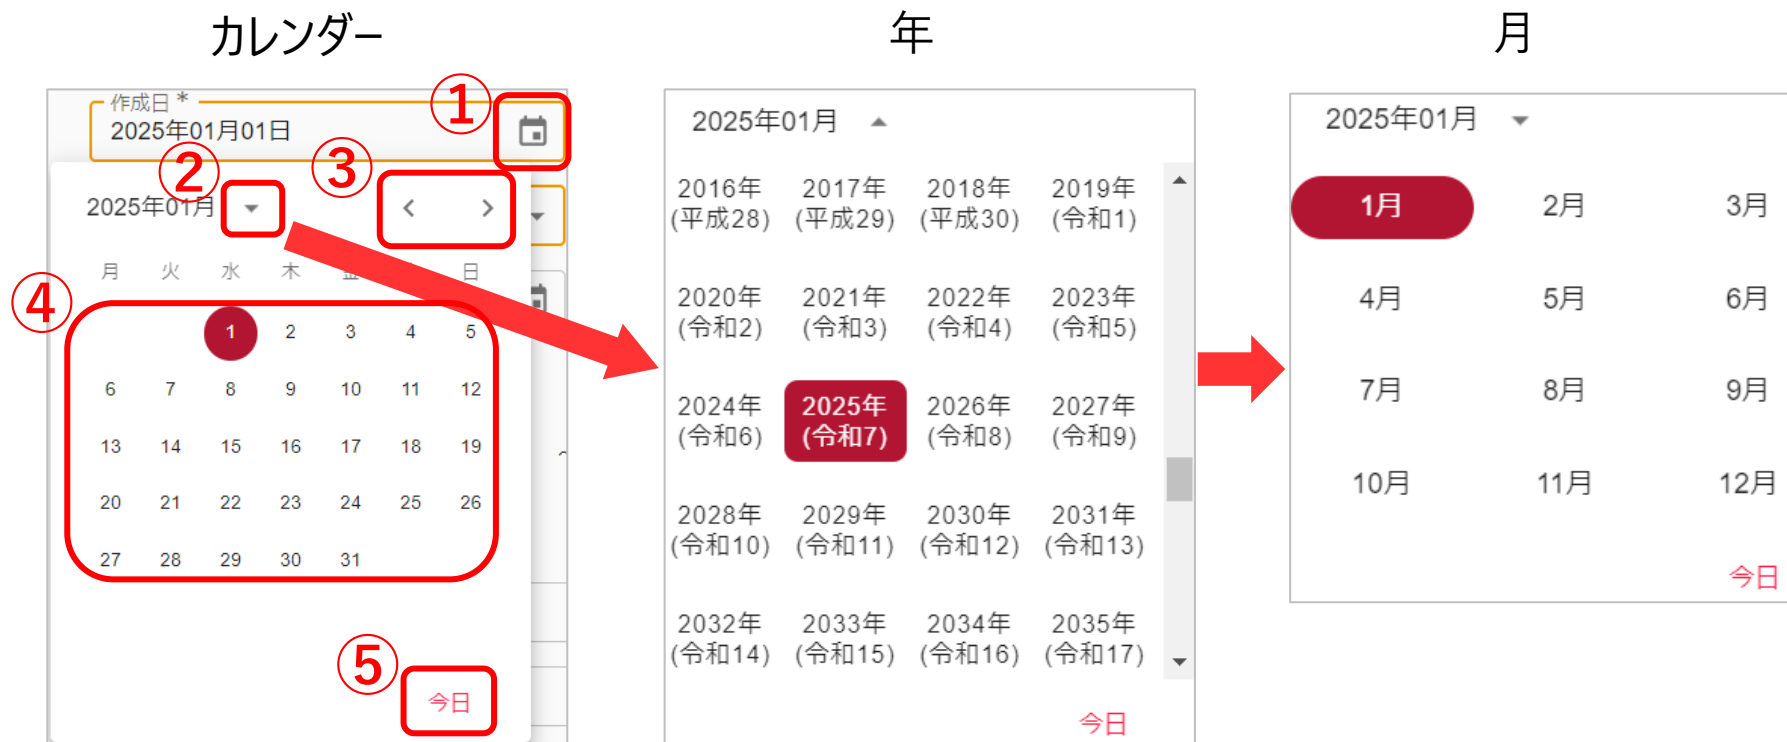 カレンダー
年
月
①
作成日 *
2025年01月01日
②
③
2025年01月
月 火 水 木 日
④
1 2 3 4 5
6 7 8 9 10 11 12
13 14 15 16 17 18 19
20 21 22 23 24 25 26
27 28 29 30 31
⑤
今日
2025年01月
2016年 2017年 2018年 2019年
(平成28) (平成29) (平成30) (令和1)
2020年 2021年 2022年 2023年
(令和2) (令和3) (令和4) (令和5)
2024年 2025年 2026年 2027年
(令和6) (令和7) (令和8) (令和9)
2028年 2029年 2030年 2031年
(令和10) (令和11) (令和12) (令和13)
2032年 2033年 2034年 2035年
(令和14) (令和15) (令和16) (令和17)
今日
2025年01月
1月 2月 3月
4月 5月 6月
7月 8月 9月
10月 11月 12月
今日